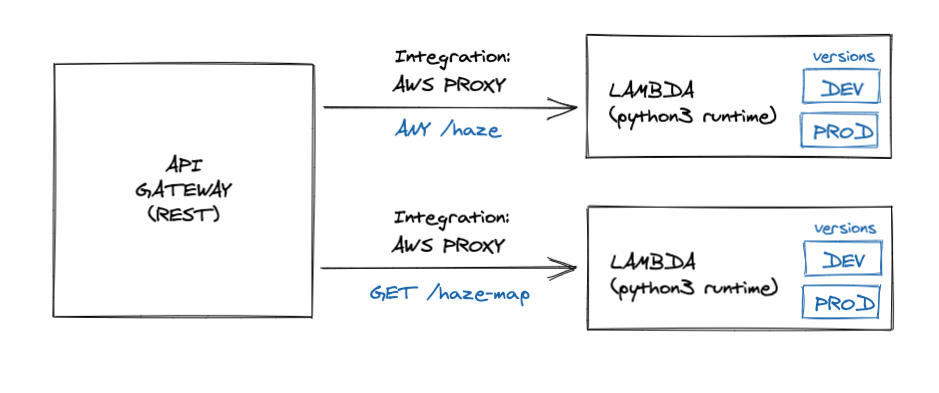 API
GATEWAY
(REST)
Integration:
AWS PROXY
ANY /haze
LAMBDA
(python3 runtime)
versions
DEV
PROD
Integration:
AWS PROXY
GET /haze-map
LAMBDA
(python3 runtime)
versions
DEV
PROD